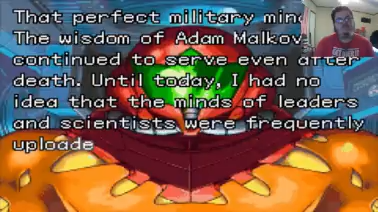 That perfect military mind
The wisdom of Adam Malkov
continued to serve even after
death. Until today, I had no
idea that the minds of leaders
and scientists were frequently
uploade